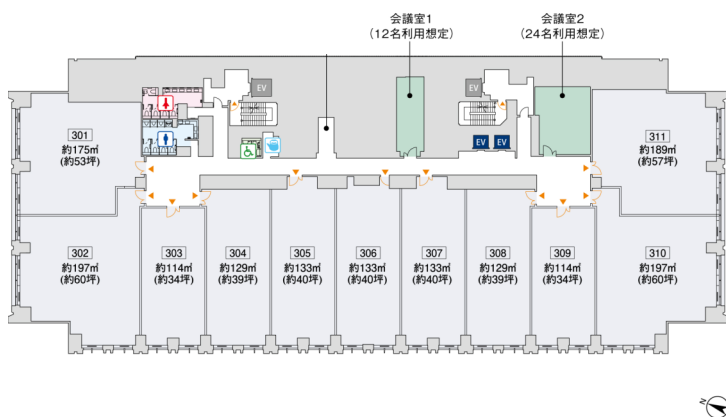 会議室1
（12名利用想定）
会議室2
（24名利用想定）
EV
EV
301
約175㎡
(約53坪)
EV
EV
311
約189㎡
(約57坪)
302
約197㎡
(約60坪)
303
約114㎡
(約34坪)
304
約129㎡
(約39坪)
305
約133㎡
(約40坪)
306
約133㎡
(約40坪)
307
約133㎡
(約40坪)
308
約129㎡
(約39坪)
309
約114㎡
(約34坪)
310
約197㎡
(約60坪)
N